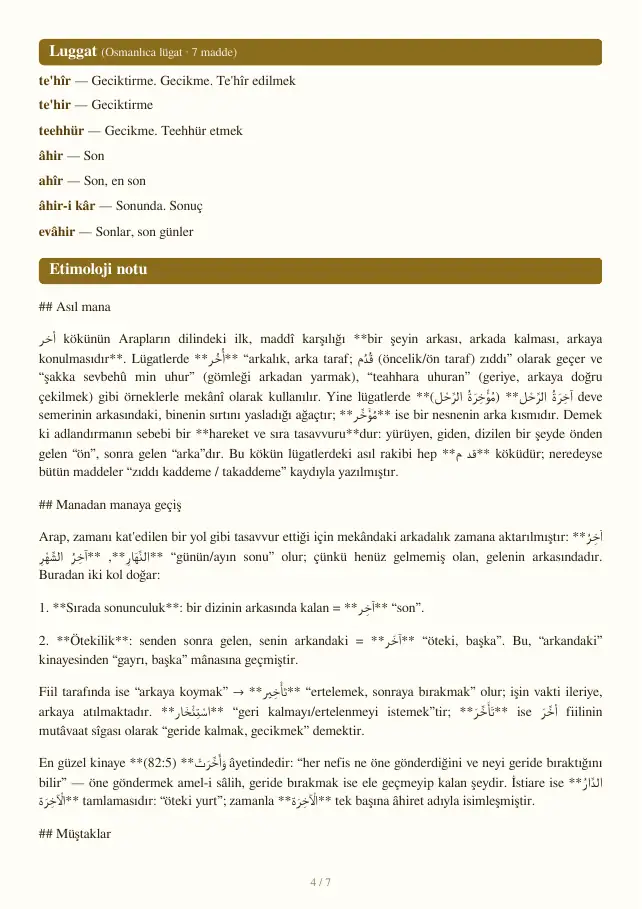 Luggat (Osmanlıca lügat · 7 madde)
te'hîr — Geciktirme. Gecikme. Te'hîr edilmek
te'hir — Geciktirme
teehhür — Gecikme. Teehhür etmek
âhir — Son
ahîr — Son, en son
âhir-i kâr — Sonunda. Sonuç
evâhir — Sonlar, son günler
Etimoloji notu
## Asıl mana
أخر kökünün Arapların dilindeki ilk, maddî karşılığı **bir şeyin arkası, arkada kalması, arkaya
konulmasıdır**. Lügatlerde **أُخُر** “arkalık, arka taraf; قُدُم (öncelik/ön taraf) zıddı” olarak geçer ve
“şakka sevbehû min uhur” (gömleği arkadan yarmak), “teahhara uhuran” (geriye, arkaya doğru
çekilmek) gibi örneklerle mekânî olarak kullanılır. Yine lügatlerde **آخِرَةُ الرَّحْل** (مُؤْخِرَةُ الرَّحْل)** deve
semerinin arkasındaki, binenin sırtını yasladığı ağaçtır; **مُؤَخَّر** ise bir nesnenin arka kısmıdır. Demek
ki adlandırmanın sebebi bir **hareket ve sıra tasavvuru**dur: yürüyen, giden, dizilen bir şeyde önden
gelen “ön”, sonra gelen “arka”dır. Bu kökün lügatlerdeki asıl rakibi hep **قد م** köküdür; neredeyse
bütün maddeler “zıddı kaddeme / takaddeme” kaydıyla yazılmıştır.
## Manadan manaya geçiş
Arap, zamanı kat'edilen bir yol gibi tasavvur ettiği için mekândaki arkadalık zamana aktarılmıştır: **آخِرُ
النَّهَارِ**, **آخِرُ الشَّهْرِ** “günün/ayın sonu” olur; çünkü henüz gelmemiş olan, gelenin arkasındadır.
Buradan iki kol doğar:
1. **Sırada sonunculuk**: bir dizinin arkasında kalan = **آخِر** “son”.
2. **Ötekilik**: senden sonra gelen, senin arkandaki = **آخَر** “öteki, başka”. Bu, “arkandaki”
kinayesinden “gayrı, başka” mânasına geçmiştir.
Fiil tarafında ise “arkaya koymak” → **تَأْخِير** “ertelemek, sonraya bırakmak” olur; işin vakti ileriye,
arkaya atılmaktadır. **اسْتِئْخَار** “geri kalmayı/ertelenmeyi istemek”tir; **تَأَخَّرَ** ise أخّرَ fiilinin
mutâvaat sîgası olarak “geride kalmak, gecikmek” demektir.
En güzel kinaye **وَأَخَّرَتْ** (82:5)** âyetindedir: “her nefis ne öne gönderdiğini ve neyi geride bıraktığını
bilir” — öne göndermek amel-i sâlih, geride bırakmak ise ele geçmeyip kalan şeydir. İstiare ise **الدَّارُ
الْآخِرَة** tamlamasıdır: “öteki yurt”; zamanla **الْآخِرَة** tek başına âhiret adıyla isimleşmiştir.
## Müştaklar
4 / 7